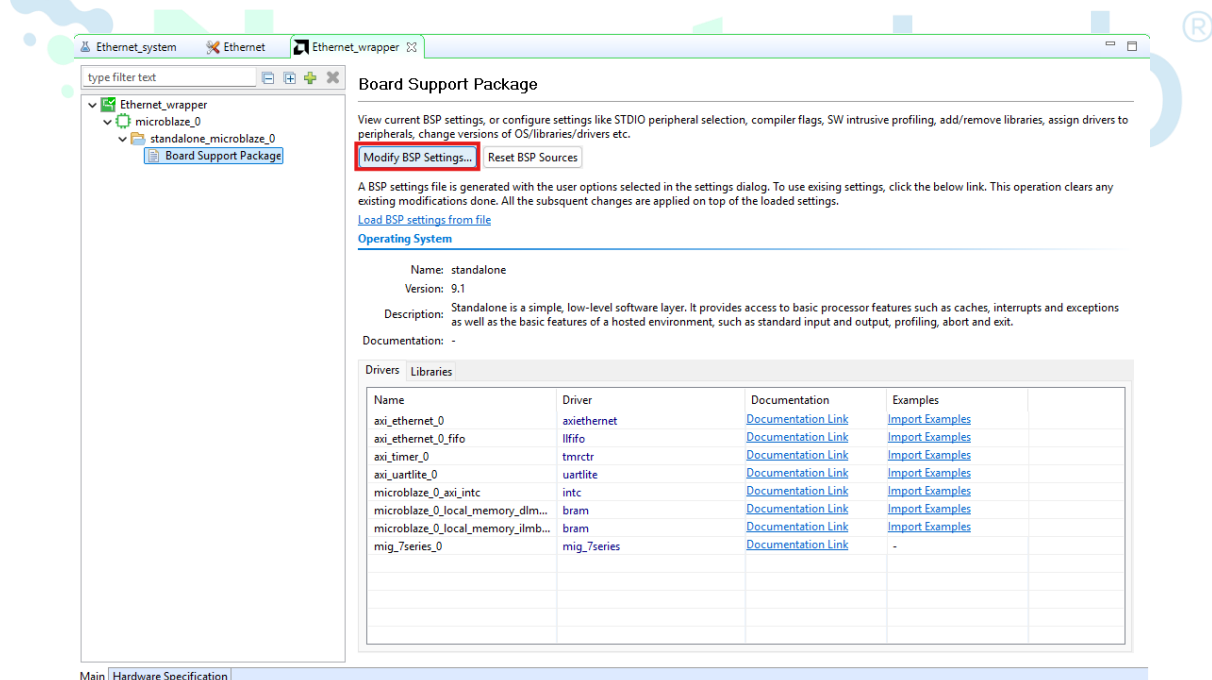 Ethernet_system Ethernet Ethernet_wrapper
type filter text
Ethernet_wrapper
microblaze_0
standalone_microblaze_0
Board Support Package
Board Support Package
View current BSP settings, or configure settings like STDIO peripheral selection, compiler flags, SW intrusive profiling, add/remove libraries, assign drivers to
peripherals, change versions of OS/libraries/drivers etc.
Modify BSP Settings... Reset BSP Sources
A BSP settings file is generated with the user options selected in the settings dialog. To use exising settings, click the below link. This operation clears any
existing modifications done. All the subsquent changes are applied on top of the loaded settings.
Load BSP settings from file
Operating System
Name: standalone
Version: 9.1
Description: Standalone is a simple, low-level software layer. It provides access to basic processor features such as caches, interrupts and exceptions
as well as the basic features of a hosted environment, such as standard input and output, profiling, abort and exit.
Documentation: -
Drivers Libraries
Name Driver Documentation Examples
axi_ethernet_0 axiethernet Documentation Link Import Examples
axi_ethernet_0_fifo llfifo Documentation Link Import Examples
axi_timer_0 tmrctr Documentation Link Import Examples
axi_uartlite_0 uartlite Documentation Link Import Examples
microblaze_0_axi_intc intc Documentation Link Import Examples
microblaze_0_local_memory_dlm... bram Documentation Link Import Examples
microblaze_0_local_memory_ilmb... bram Documentation Link Import Examples
mig_7series_0 mig_7series Documentation Link -
Main Hardware Specification
®